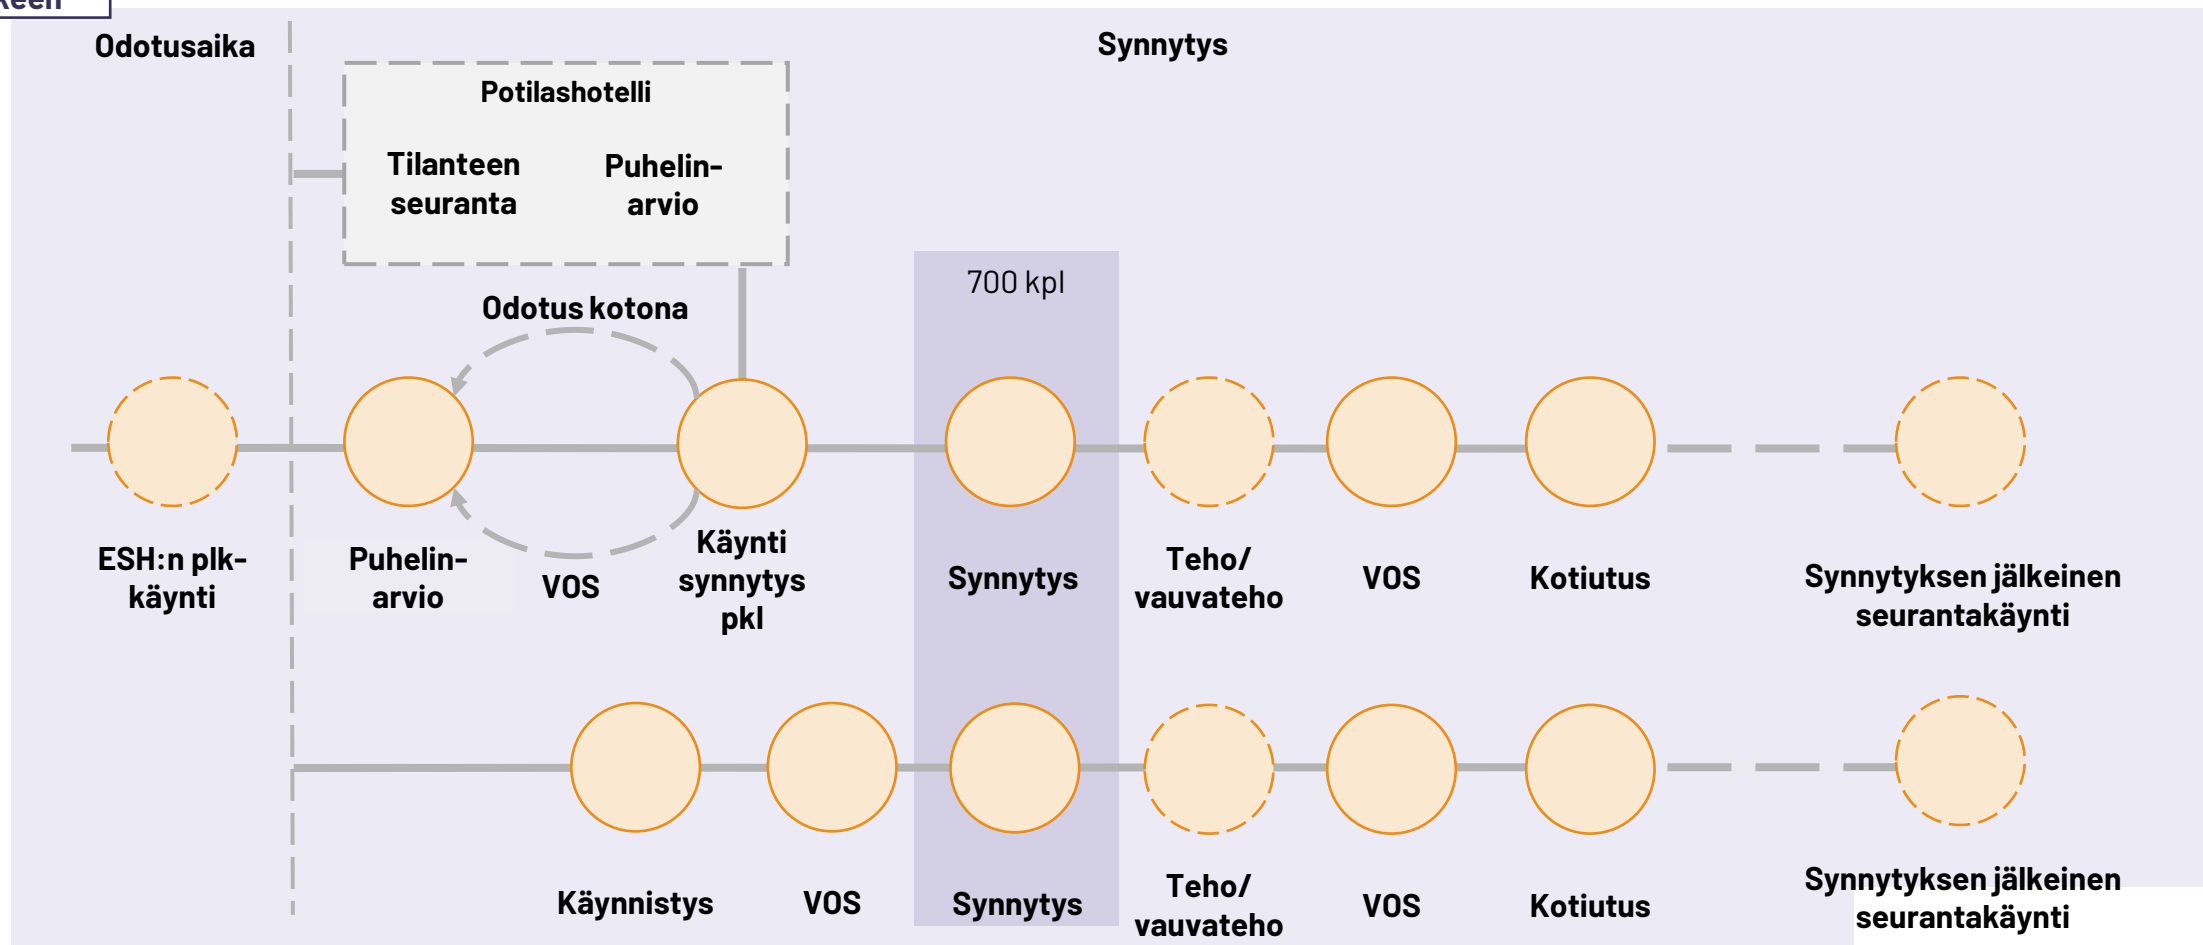 Odotusaika
Synnytys
Potilashotelli
Tilanteen
seuranta
Puhelin-
arvio
700 kpl
Odotus kotona
ESH:n plk-
käynti
Puhelin-
arvio
VOS
Käynti
synnytys
pkl
Synnytys
Teho/
vauvateho
VOS
Kotiutus
Synnytyksen jälkeinen
seurantakäynti
Käynnistys
VOS
Synnytys
Teho/
vauvateho
VOS
Kotiutus
Synnytyksen jälkeinen
seurantakäynti